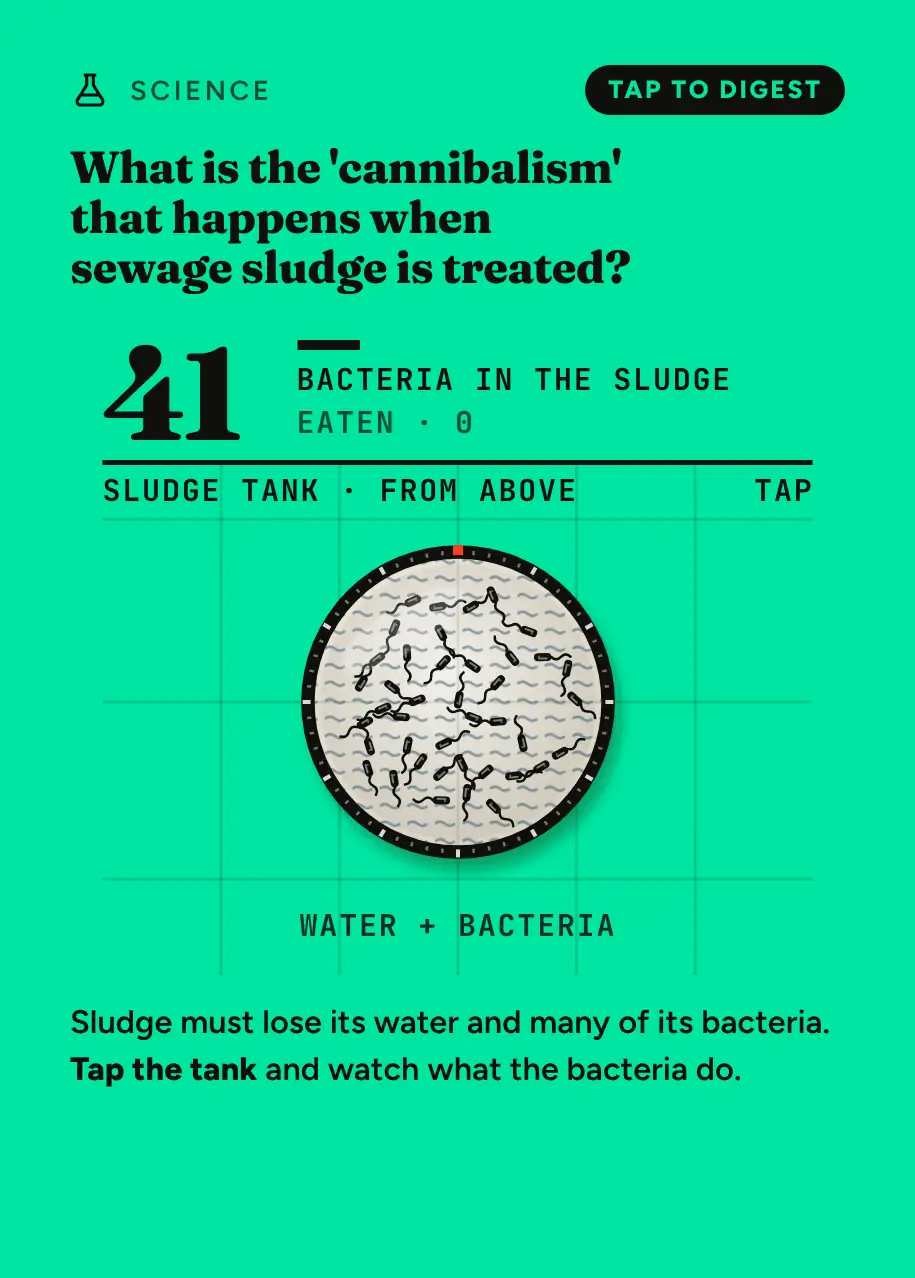 SCIENCE
TAP TO DIGEST
What is the 'cannibalism'
that happens when
sewage sludge is treated?
41
BACTERIA IN THE SLUDGE
EATEN · 0
SLUDGE TANK · FROM ABOVE
TAP
WATER + BACTERIA
Sludge must lose its water and many of its bacteria.
Tap the tank and watch what the bacteria do.